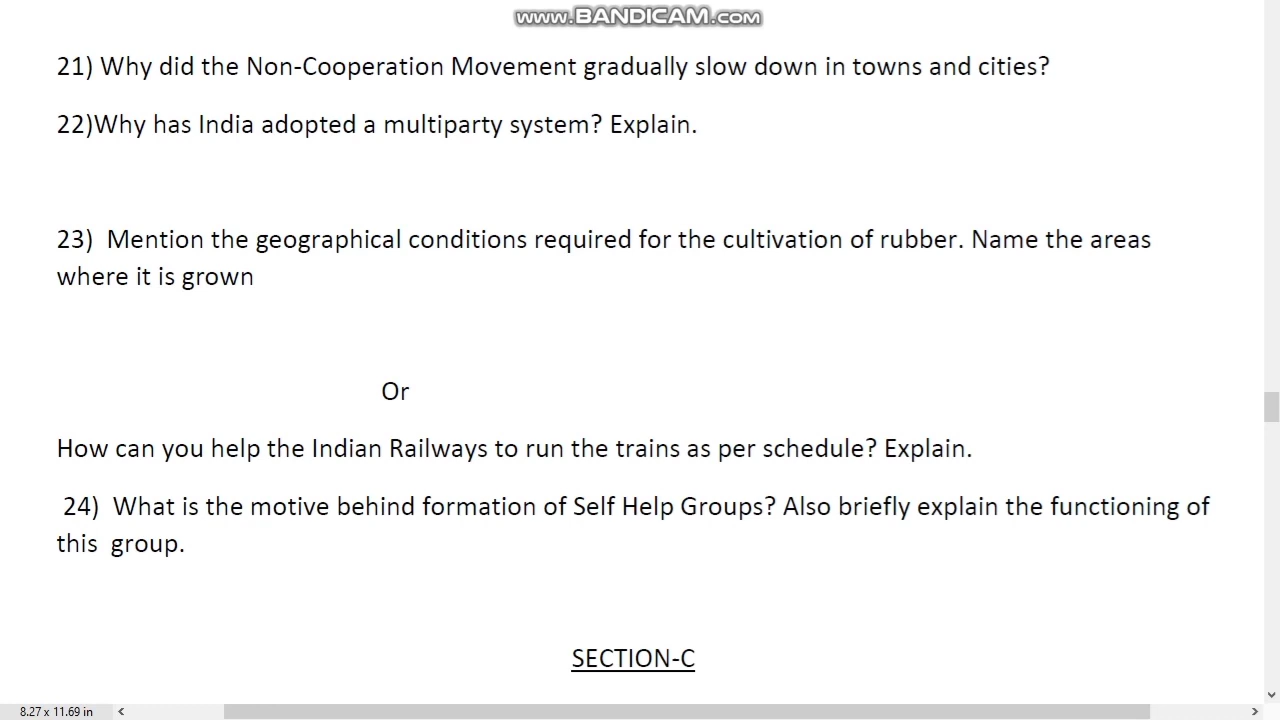 www.BANDICAM.com
21) Why did the Non-Cooperation Movement gradually slow down in towns and cities?
22)Why has India adopted a multiparty system? Explain.
23)  Mention the geographical conditions required for the cultivation of rubber. Name the areas
where it is grown
Or
How can you help the Indian Railways to run the trains as per schedule? Explain.
24)  What is the motive behind formation of Self Help Groups? Also briefly explain the functioning of
this  group.
SECTION-C
8.27 x 11.69 in